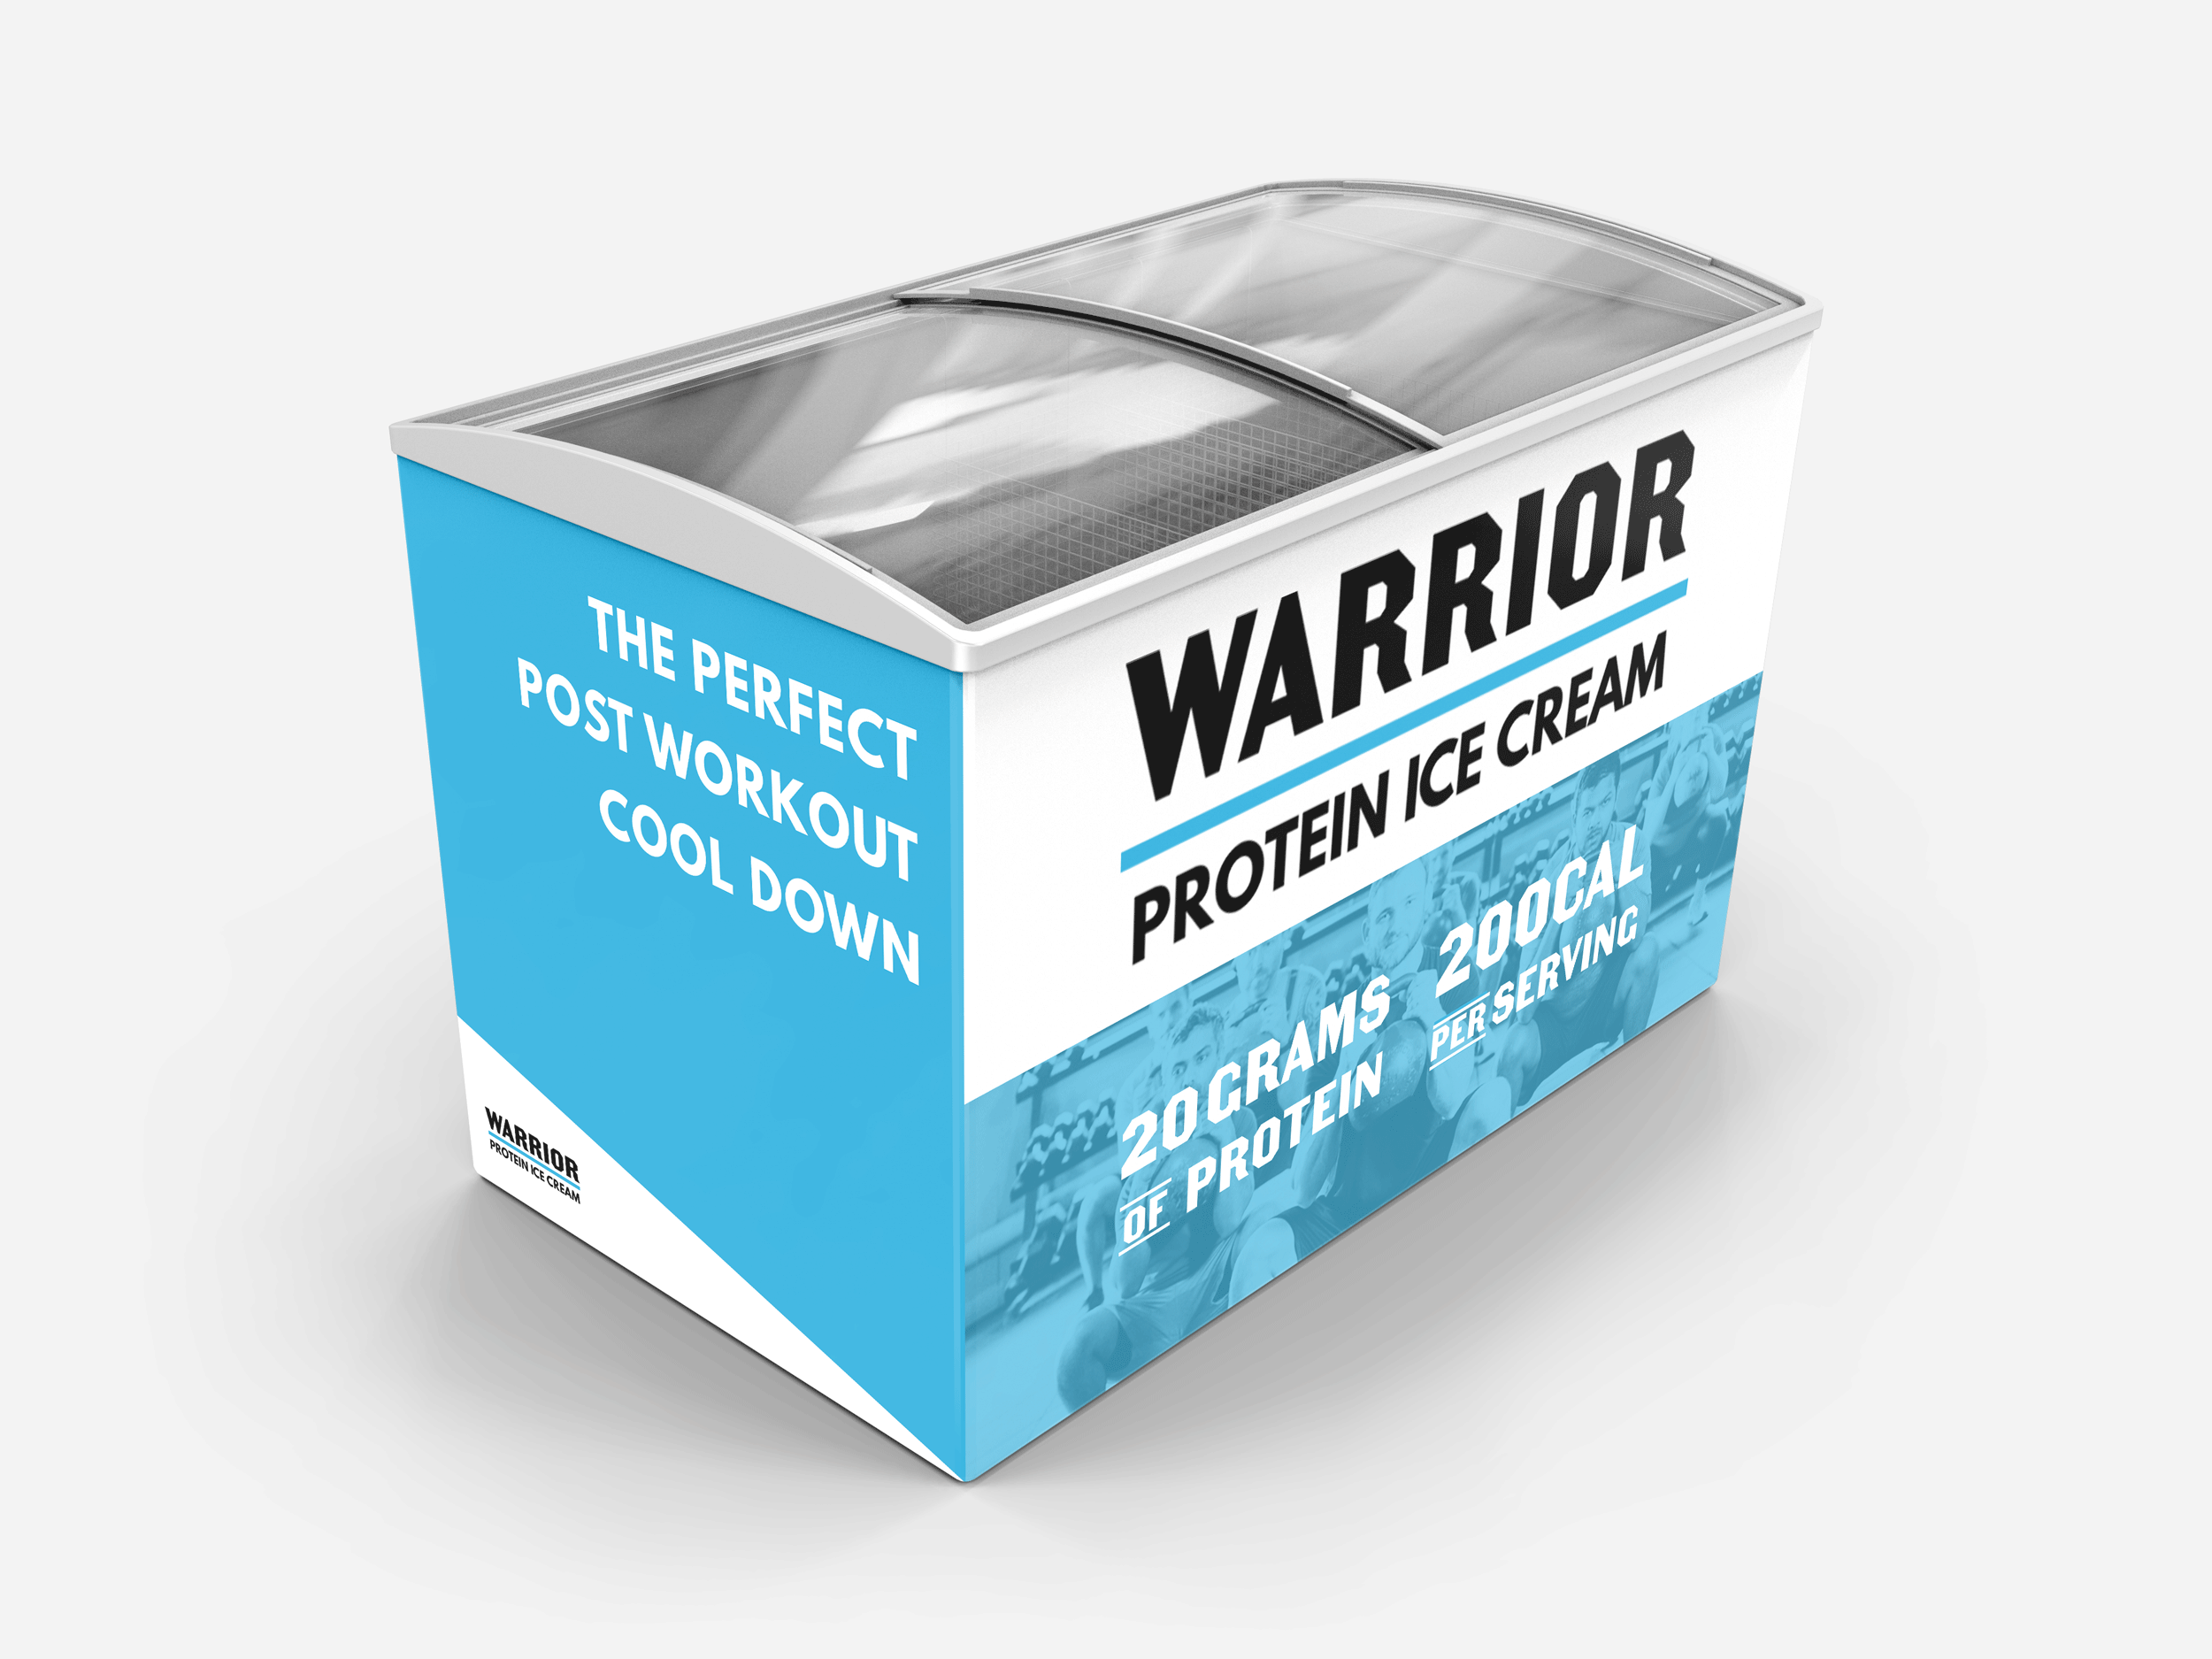 THE PERFECT
POST WORKOUT
COOL DOWN
WARRIOR
PROTEIN ICE CREAM
WARRIOR
PROTEIN ICE CREAM
20 GRAMS
OF PROTEIN
200CAL
PER SERVING